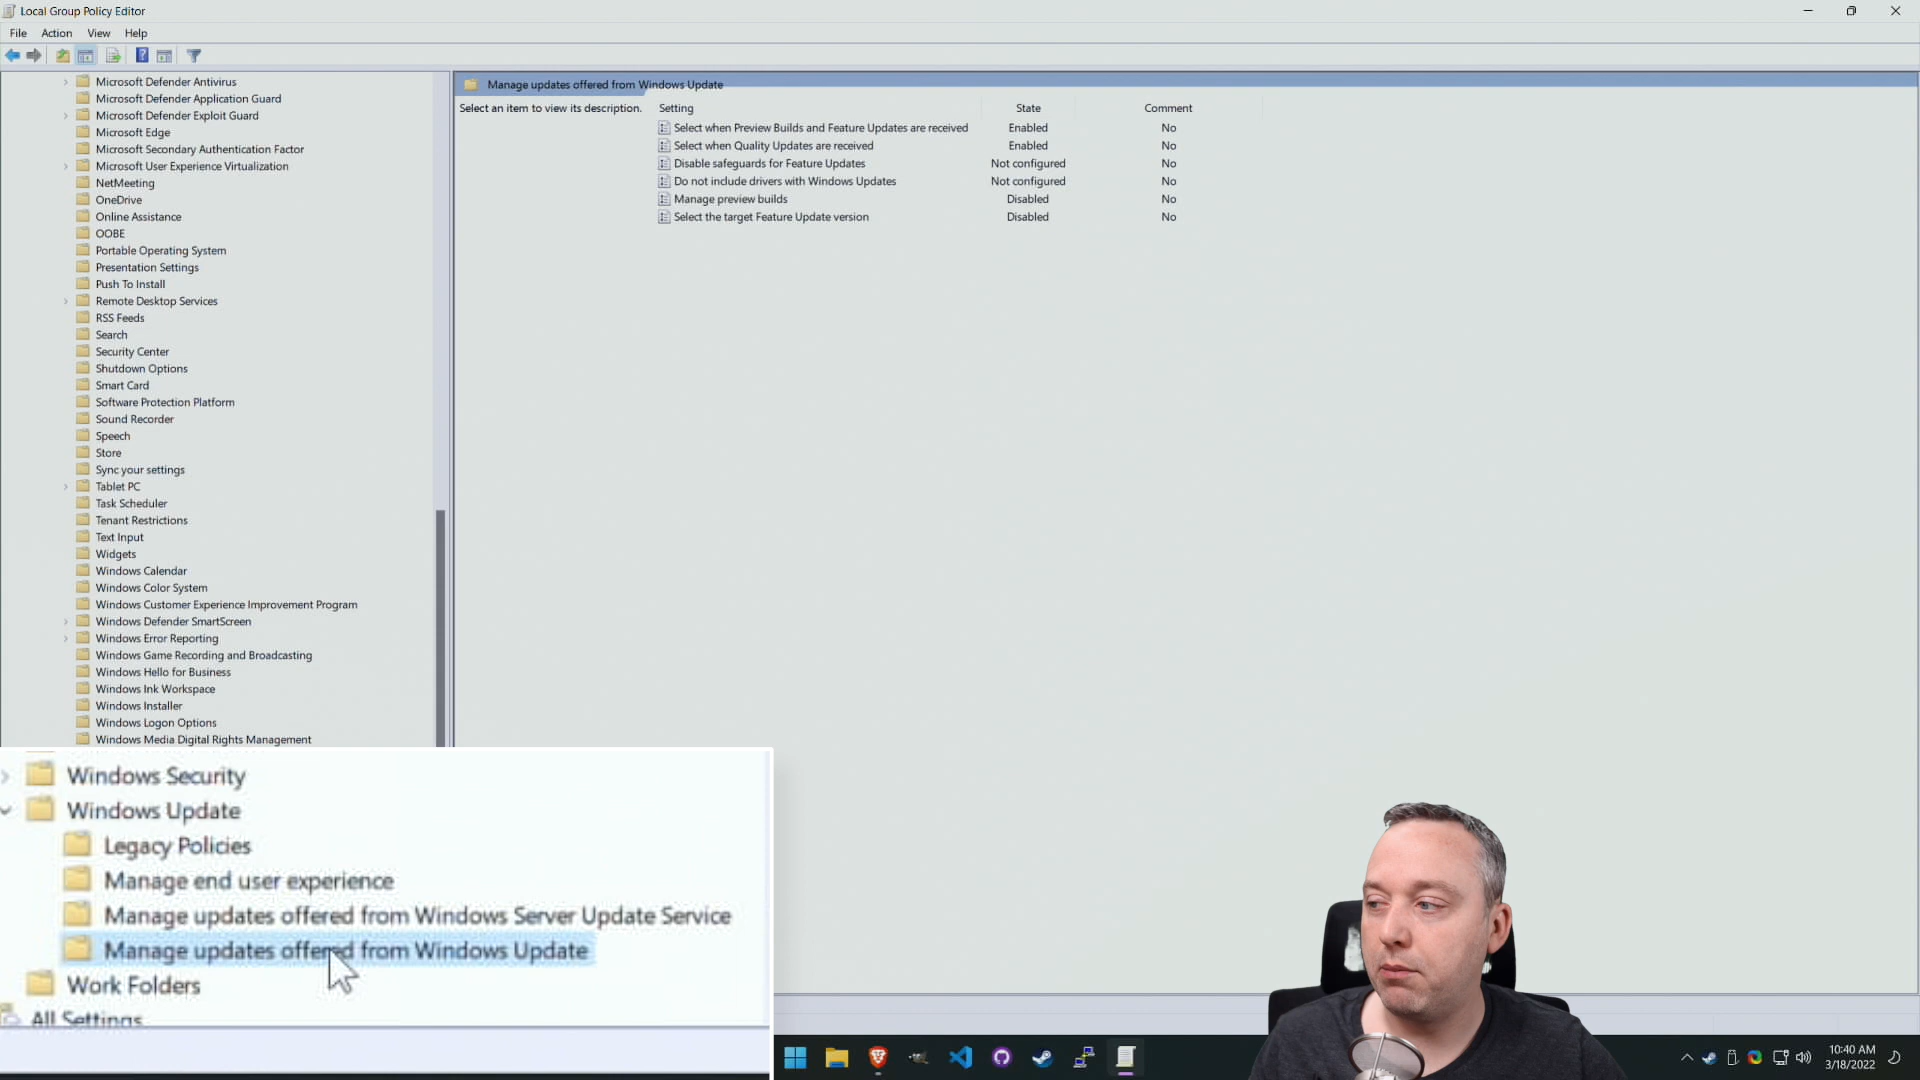 Local Group Policy Editor
File Action View Help
Microsoft Defender Antivirus
Microsoft Defender Application Guard
Microsoft Defender Exploit Guard
Microsoft Edge
Microsoft Secondary Authentication Factor
Microsoft User Experience Virtualization
NetMeeting
OneDrive
Online Assistance
OOBE
Portable Operating System
Presentation Settings
Push To Install
Remote Desktop Services
RSS Feeds
Search
Security Center
Shutdown Options
Smart Card
Software Protection Platform
Sound Recorder
Speech
Store
Sync your settings
Tablet PC
Task Scheduler
Tenant Restrictions
Text Input
Widgets
Windows Calendar
Windows Color System
Windows Customer Experience Improvement Program
Windows Defender SmartScreen
Windows Error Reporting
Windows Game Recording and Broadcasting
Windows Hello for Business
Windows Ink Workspace
Windows Installer
Windows Logon Options
Windows Media Digital Rights Management
Windows Security
Windows Update
Legacy Policies
Manage end user experience
Manage updates offered from Windows Server Update Service
Manage updates offered from Windows Update
Work Folders
All Settings
Manage updates offered from Windows Update
Select an item to view its description.
Setting State Comment
Select when Preview Builds and Feature Updates are received Enabled No
Select when Quality Updates are received Enabled No
Disable safeguards for Feature Updates Not configured No
Do not include drivers with Windows Updates Not configured No
Manage preview builds Disabled No
Select the target Feature Update version Disabled No
10:40 AM
3/18/2022